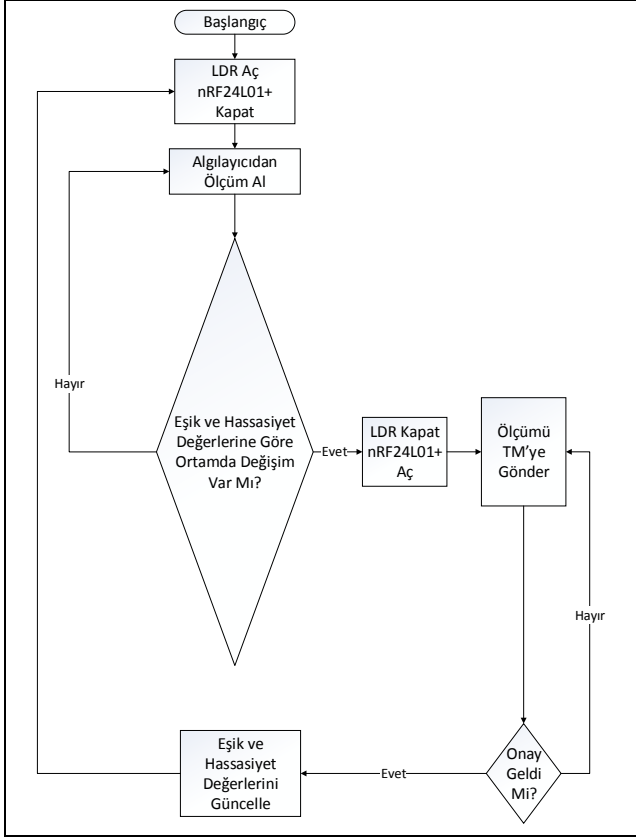 Başlangıç
LDR Aç
nRF24L01+
Kapat
Algılayıcıdan
Ölçüm Al
Hayır
Eşik ve Hassasiyet
Değerlerine Göre
Ortamda Değişim
Var Mı?
Evet
LDR Kapat
nRF24L01+
Aç
Ölçümü
TM’ye
Gönder
Hayır
Onay
Geldi
Mi?
Evet
Eşik ve
Hassasiyet
Değerlerini
Güncelle